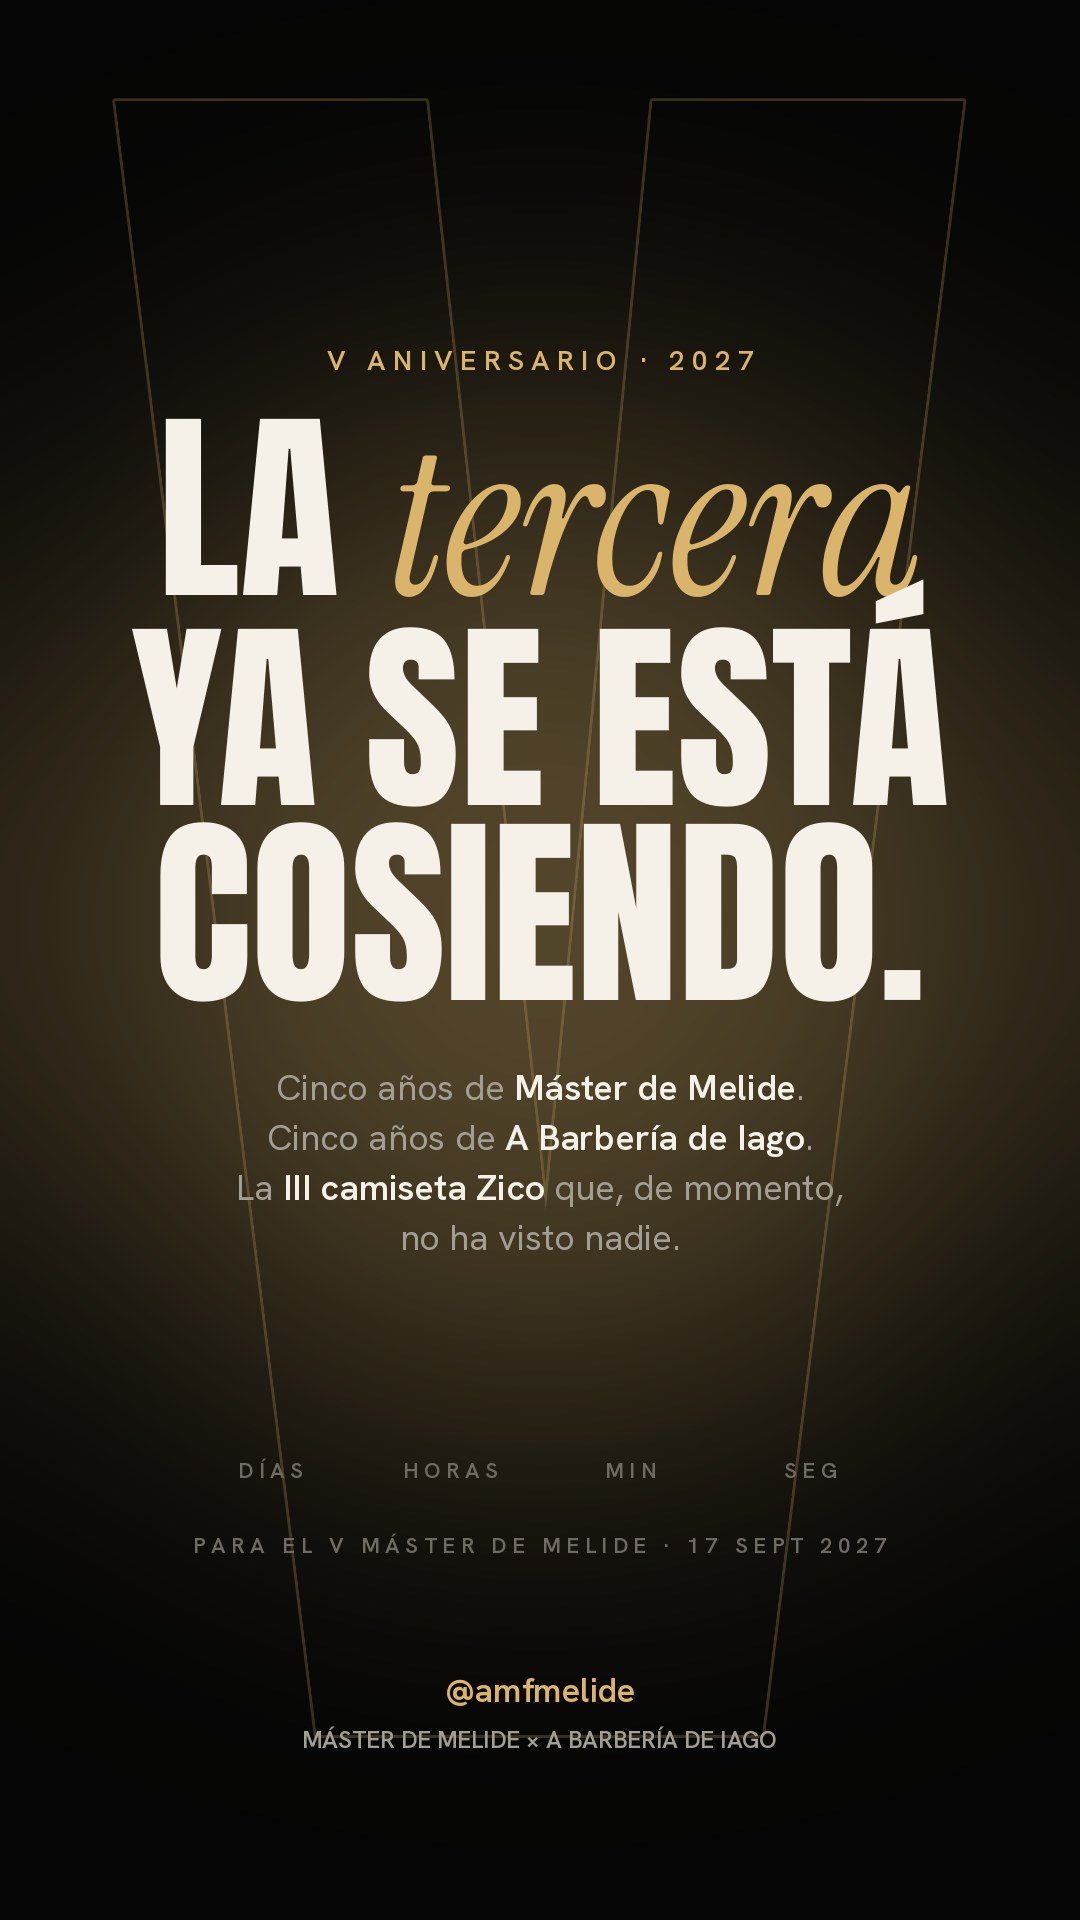 V ANIVERSARIO · 2027
LA tercera
YA SE ESTÁ
COSIENDO.
Cinco años de Máster de Melide.
Cinco años de A Barbería de Iago.
La III camiseta Zico que, de momento,
no ha visto nadie.
DÍAS HORAS MIN SEG
PARA EL V MÁSTER DE MELIDE · 17 SEPT 2027
@amfmelide
MÁSTER DE MELIDE × A BARBERÍA DE IAGO